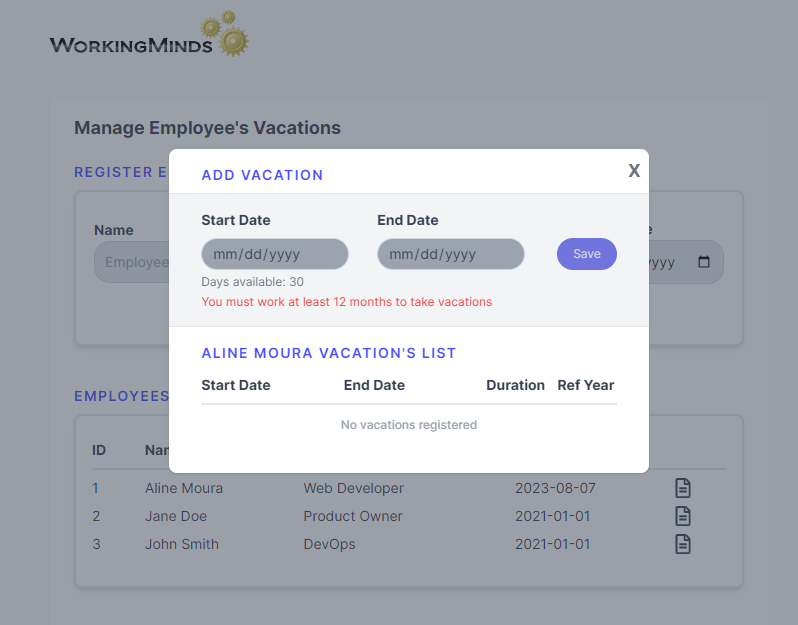 WORKINGMINDS
Manage Employee's Vacations
REGISTER E
ADD VACATION
X
Name
Employee
Start Date
End Date
mm/dd/yyyy
mm/dd/yyyy
Save
Days available: 30
You must work at least 12 months to take vacations
ALINE MOURA VACATION'S LIST
Start Date End Date Duration Ref Year
No vacations registered
EMPLOYEES
ID
1 Aline Moura Web Developer 2023-08-07
2 Jane Doe Product Owner 2021-01-01
3 John Smith DevOps 2021-01-01